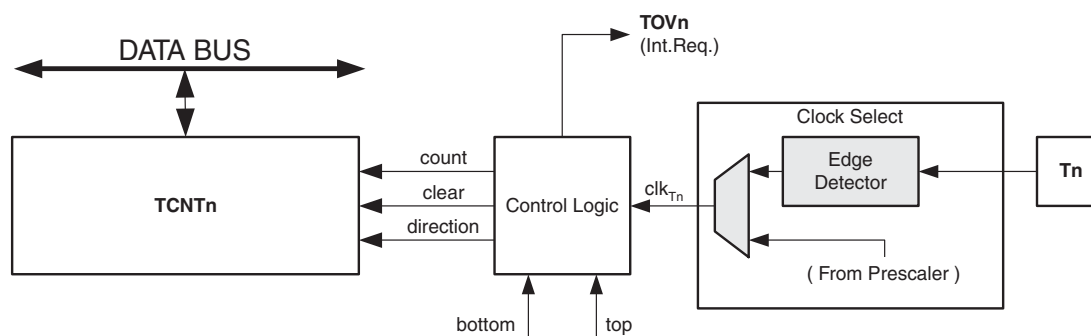 TOVn
(Int.Req.)
DATA BUS
Clock Select
count
Edge
Detector
Tn
clear
TCNTn
Control Logic
clkTn
direction
( From Prescaler )
bottom
top